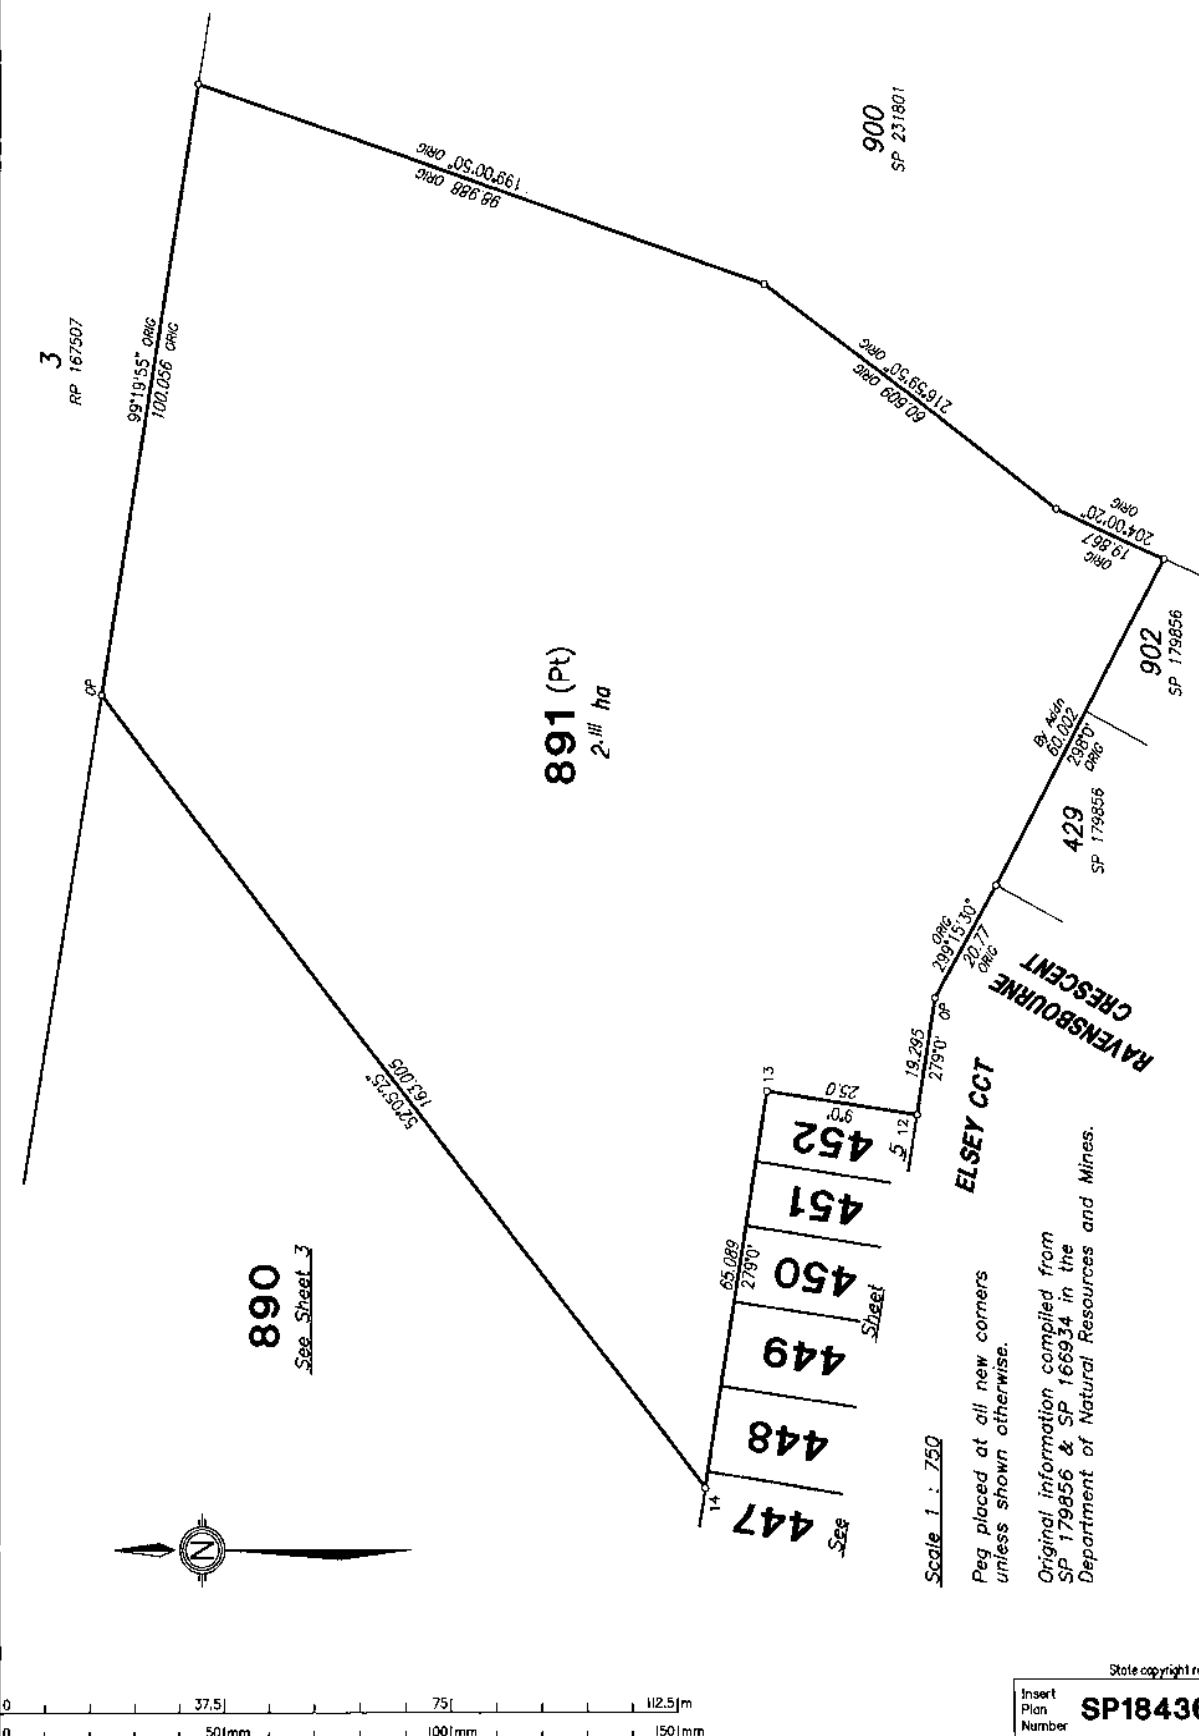 3
RP 167507
99°19'55" ORIG
100.056 ORIG
900
SP 231801
199°00'50" ORIG
98.988 ORIG
OP
216°59'50" ORIG
60.609 ORIG
204°00'20"
ORIG
19.867
ORIG
891 (Pt)
2·111 ha
902
SP 179856
By Addn
60.002
298°0'
ORIG
429
SP 179856
ORIG
299°15'30"
20.77
ORIG
RAVENSBOURNE
CRESCENT
OP
19.295
279°0'
ELSEY CCT
52°05'25"
163.005
13
25.0
9°0'
12
5
452
451
450
449
448
447
65.089
279°0'
14
See
Sheet
890
See Sheet 3
N
Scale 1 : 750
Peg placed at all new corners
unless shown otherwise.
Original information compiled from
SP 179856 & SP 166934 in the
Department of Natural Resources and Mines.
State copyright
Insert
Plan
Number
SP1843
0 37.5 75 112.5 m
0 50 mm 100 mm 150 mm